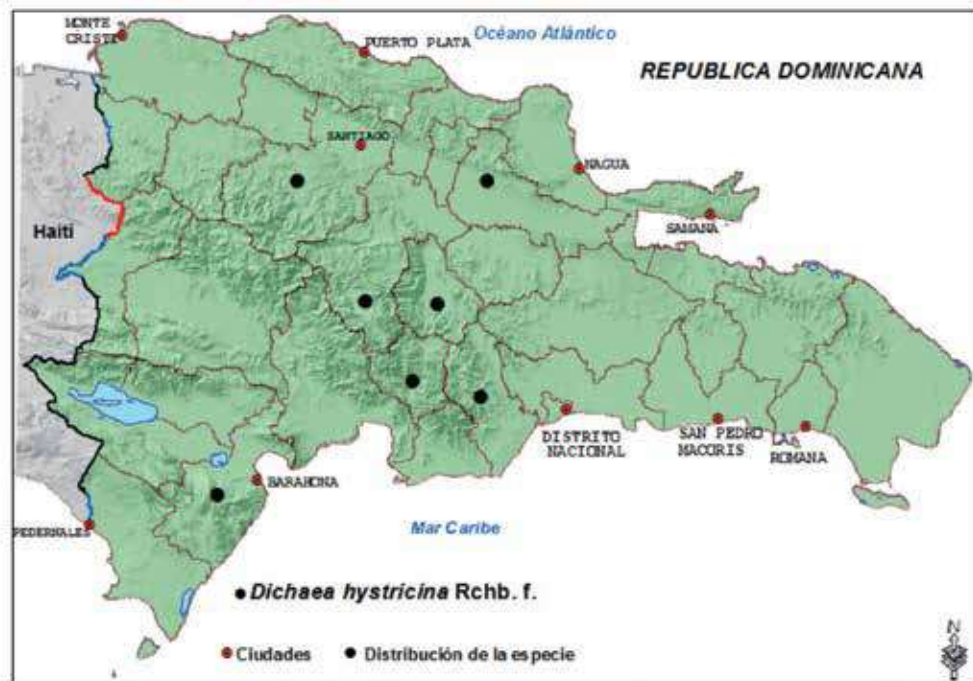 MONTE
CRISTI
PUERTO PLATA
Océano Atlántico
REPUBLICA DOMINICANA
SANTIAGO
NAGUA
SAMANA
Haití
DISTRITO
NACIONAL
SAN PEDRO
MACORIS
LA
ROMANA
BARAHONA
PEDERNALES
Mar Caribe
Dichaea hystricina Rchb. f.
Ciudades
Distribución de la especie
N